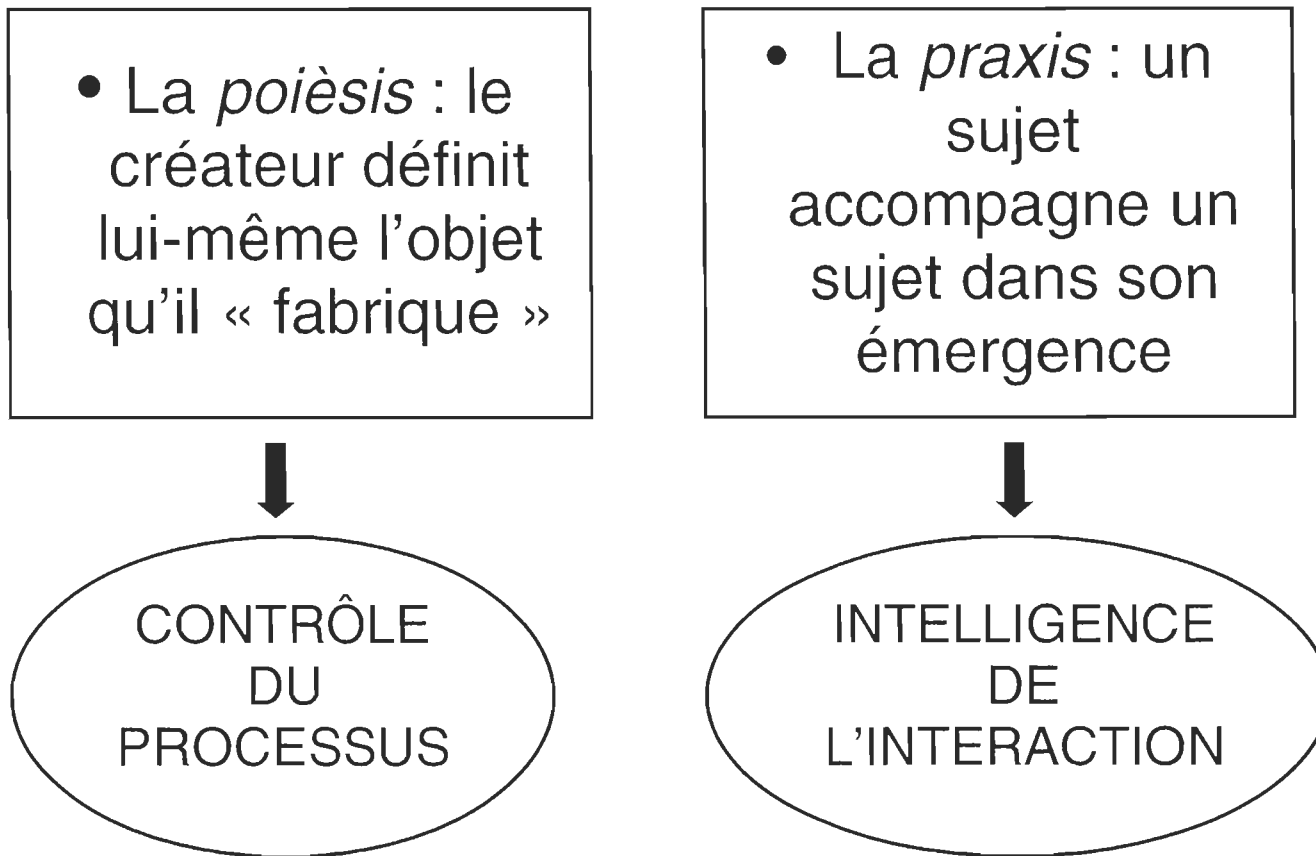 • La poièsis : le
créateur définit
lui-même l’objet
qu’il « fabrique »
• La praxis : un
sujet
accompagne un
sujet dans son
émergence
CONTRÔLE
DU
PROCESSUS
INTELLIGENCE
DE
L’INTERACTION